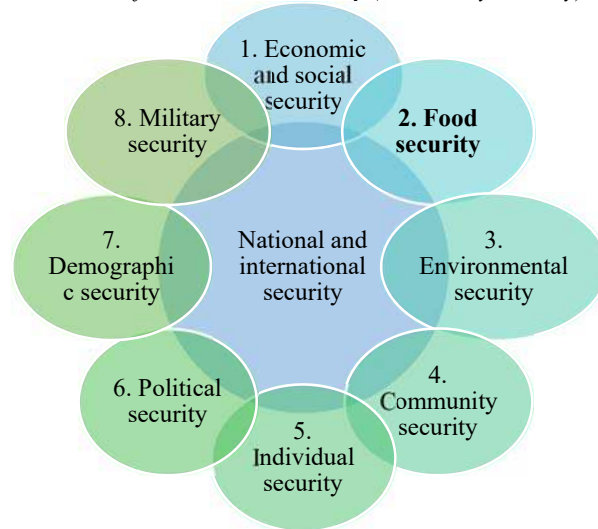 1. Economic
and social
security
2. Food
security
3.
Environmental
security
4.
Community
security
5.
Individual
security
6. Political
security
7.
Demographi
c security
8. Military
security
National and
international
security